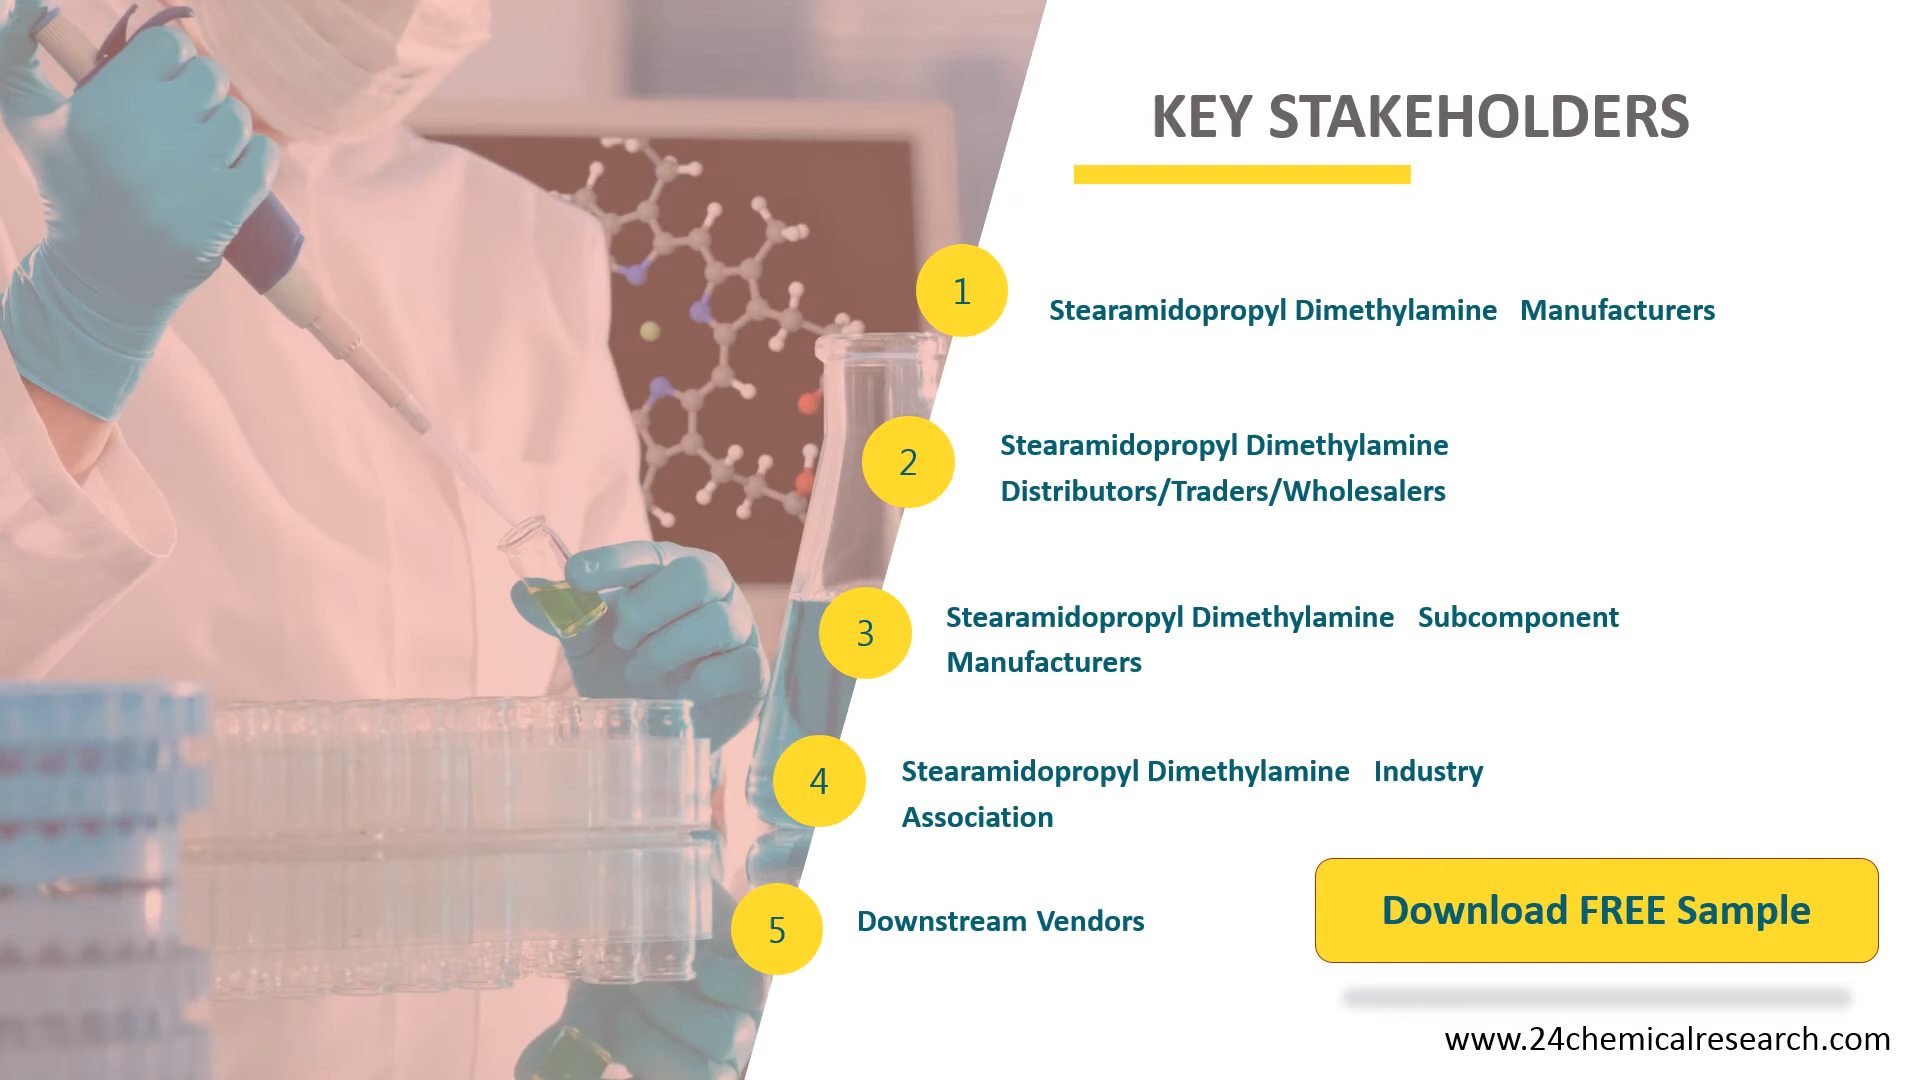 KEY STAKEHOLDERS
1
Stearamidopropyl Dimethylamine Manufacturers
2
Stearamidopropyl Dimethylamine
Distributors/Traders/Wholesalers
3
Stearamidopropyl Dimethylamine Subcomponent
Manufacturers
4
Stearamidopropyl Dimethylamine Industry
Association
5
Downstream Vendors
Download FREE Sample
www.24chemicalresearch.com